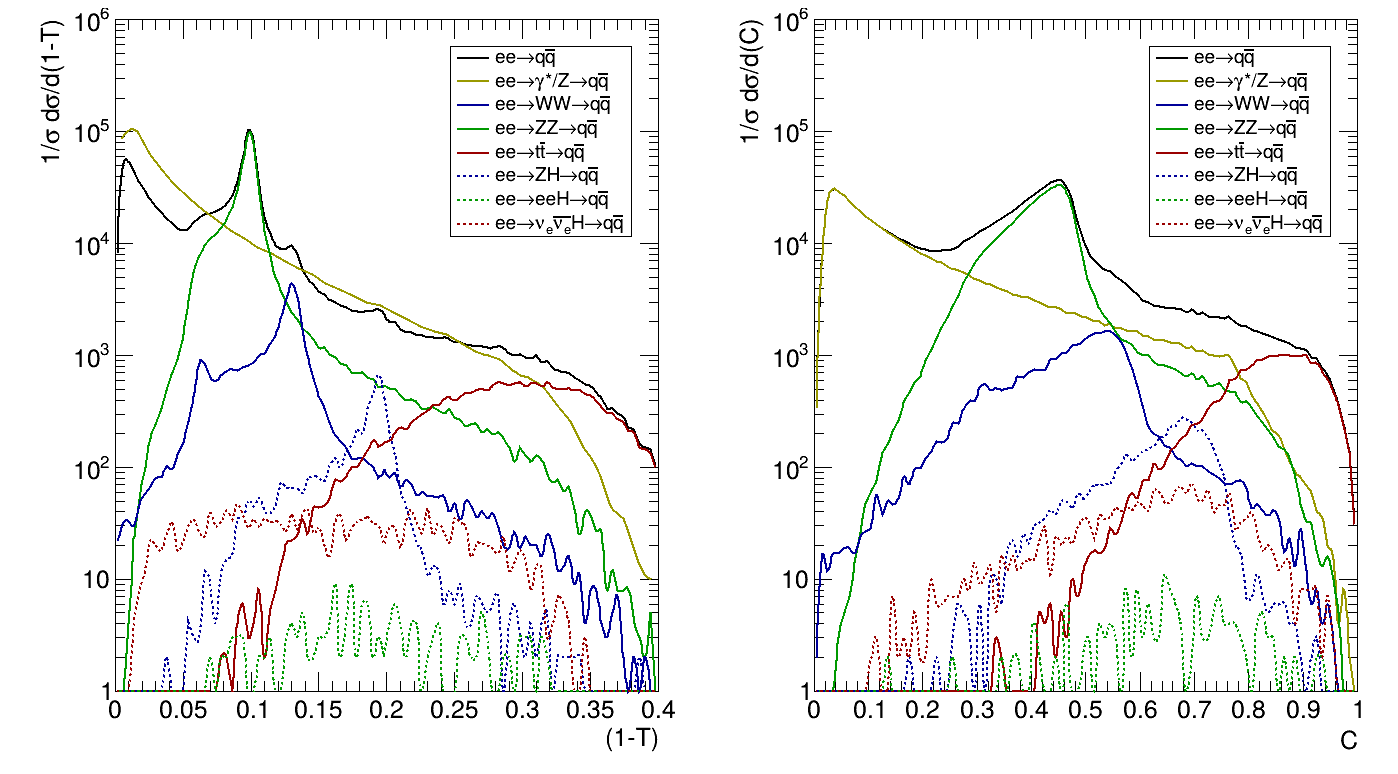 1/σ dσ/d(1-T)
10⁶
10⁵
10⁴
10³
10²
10
1
ee→qq̅
ee→γ*/Z→qq̅
ee→WW→qq̅
ee→ZZ→qq̅
ee→tt̅→qq̅
ee→ZH→qq̅
ee→eeH→qq̅
ee→νₑν̅ₑH→qq̅
0 0.05 0.1 0.15 0.2 0.25 0.3 0.35 0.4
(1-T)
1/σ dσ/d(C)
10⁶
10⁵
10⁴
10³
10²
10
1
ee→qq̅
ee→γ*/Z→qq̅
ee→WW→qq̅
ee→ZZ→qq̅
ee→tt̅→qq̅
ee→ZH→qq̅
ee→eeH→qq̅
ee→νₑν̅ₑH→qq̅
0 0.1 0.2 0.3 0.4 0.5 0.6 0.7 0.8 0.9 1
C